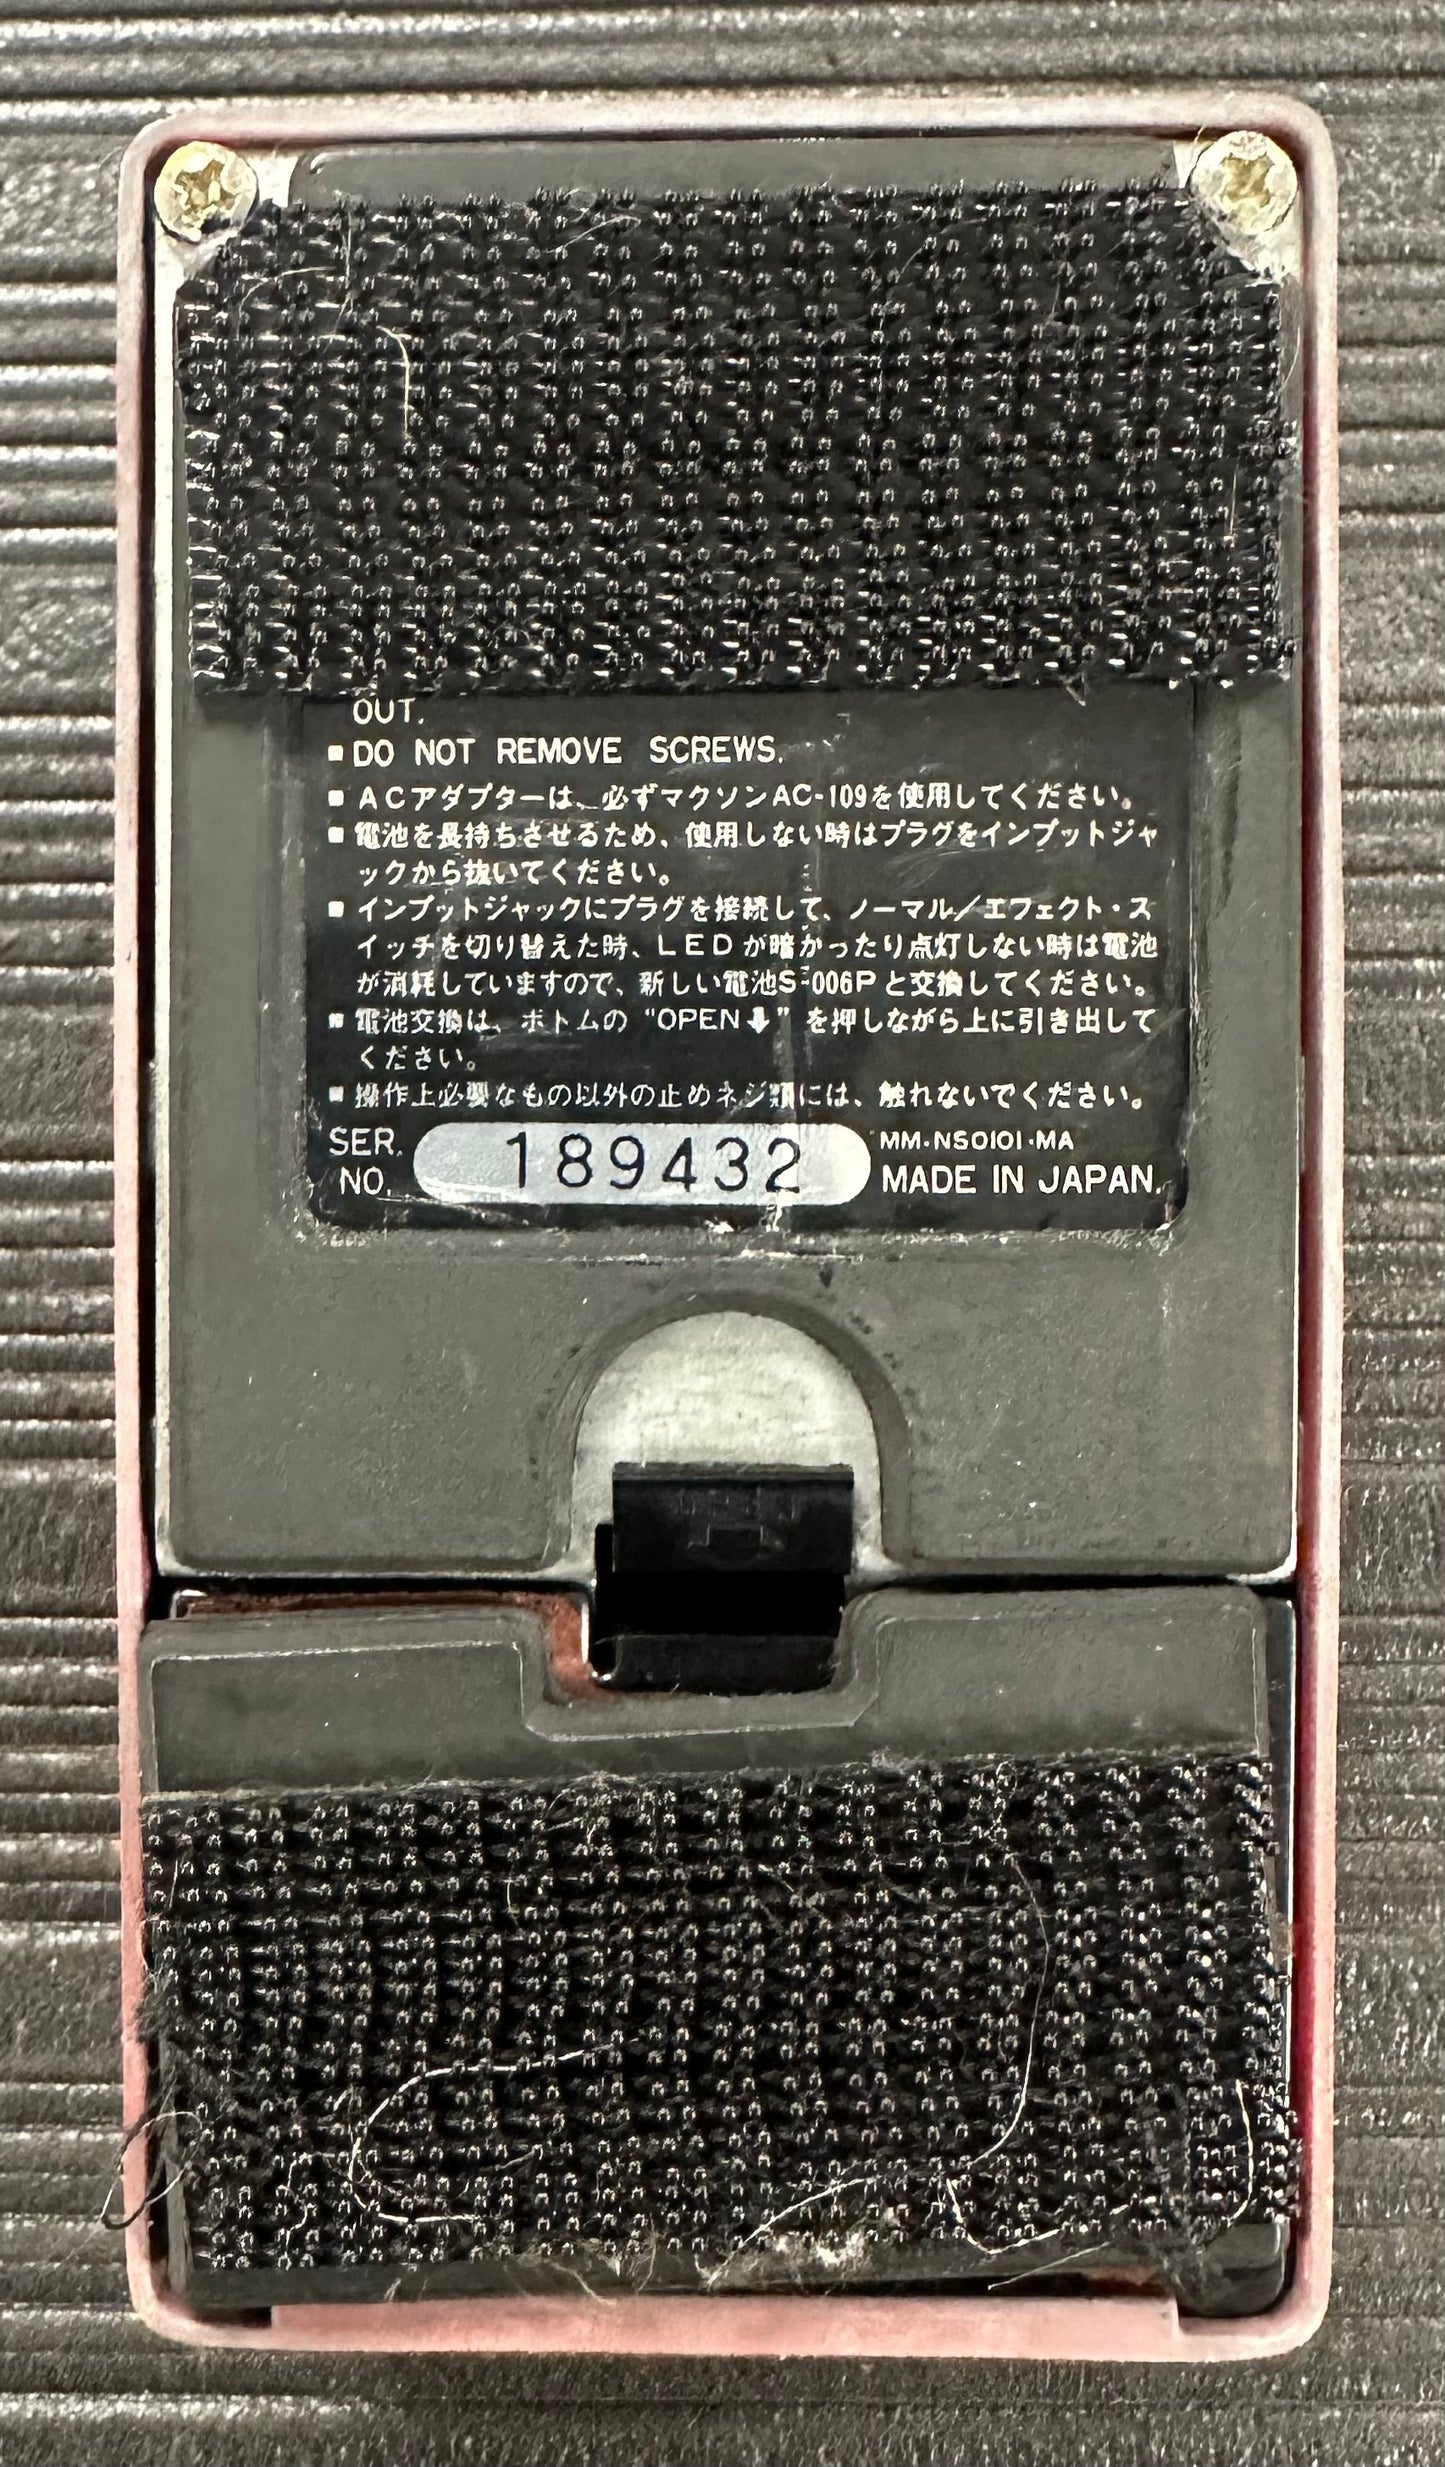 OUT.
■ DO NOT REMOVE SCREWS.
■ ACアダプターは、必ずマクソンAC-109を使用してください。
■ 電池を長持ちさせるため、使用しない時はプラグをインプットジャ
ックから抜いてください。
■ インプットジャックにプラグを接続して、ノーマル/エフェクト・ス
イッチを切り替えた時、LEDが暗かったり点灯しない時は電池
が消耗していますので、新しい電池S-006Pと交換してください。
■ 電池交換は、ボトムの "OPEN↓" を押しながら上に引き出して
ください。
■ 操作上必要なもの以外の止めネジ類には、触れないでください。
SER. NO. 189432 MM-NS0101-MA
MADE IN JAPAN.